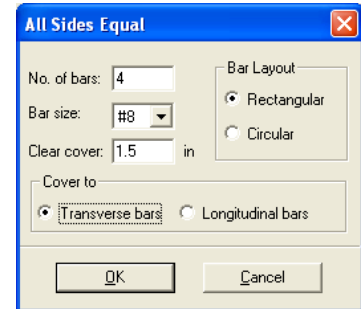 All Sides Equal
No. of bars: 4
Bar size: #8
Clear cover: 1.5 in
Bar Layout
Rectangular
Circular
Cover to
Transverse bars Longitudinal bars
OK Cancel